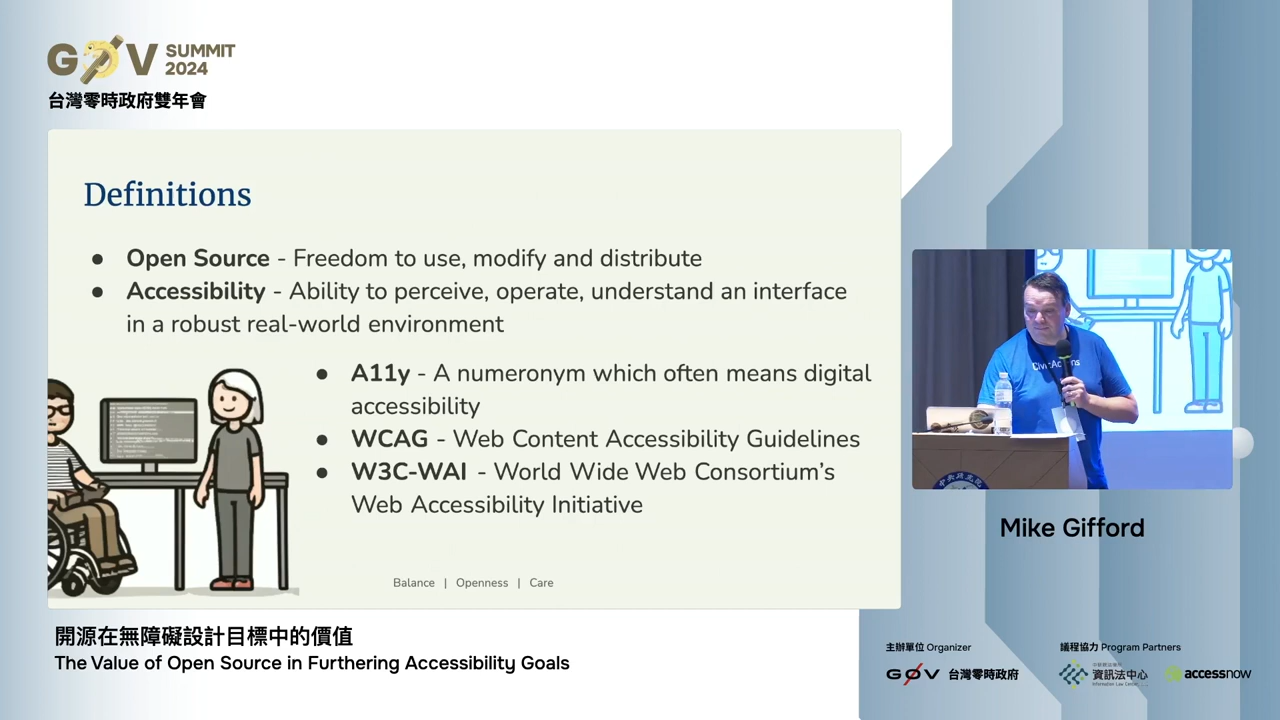 G0V SUMMIT 2024
台灣零時政府雙年會
Definitions
● Open Source - Freedom to use, modify and distribute
● Accessibility - Ability to perceive, operate, understand an interface
in a robust real-world environment
● A11y - A numeronym which often means digital
accessibility
● WCAG - Web Content Accessibility Guidelines
● W3C-WAI - World Wide Web Consortium’s
Web Accessibility Initiative
Balance | Openness | Care
CivicActions
Mike Gifford
開源在無障礙設計目標中的價值
The Value of Open Source in Furthering Accessibility Goals
主辦單位 Organizer
G0V 台灣零時政府
議程協力 Program Partners
資訊法中心
Information Law Center
accessnow